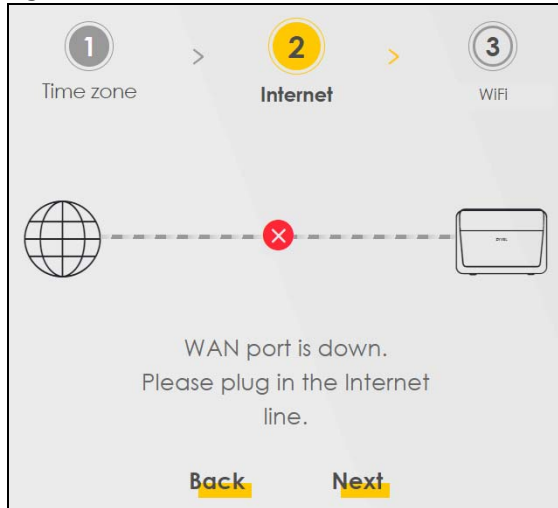 1 > 2 > 3
Time zone Internet WiFi
WAN port is down.
Please plug in the Internet
line.
Back Next